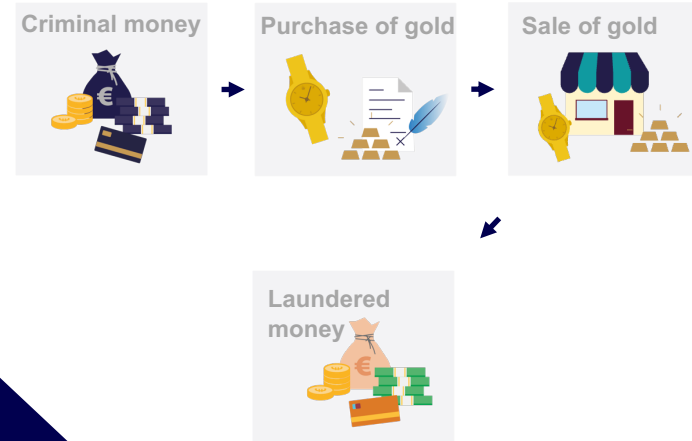 Criminal money
Purchase of gold
Sale of gold
€
Laundered
money
€